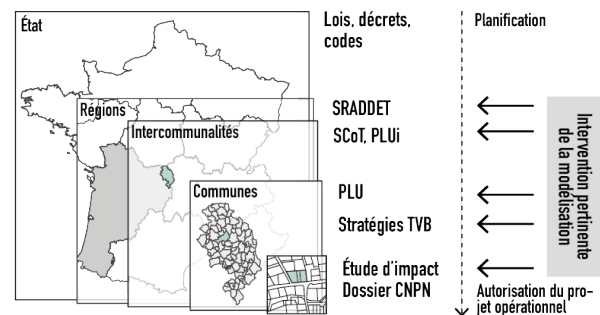 État
Lois, décrets,
codes
Planification
Régions
SRADDET
Intercommunalités
SCoT, PLUi
Communes
PLU
Stratégies TVB
Étude d'impact
Dossier CNPN
Intervention pertinente
de la modélisation
Autorisation du pro-
jet opérationnel